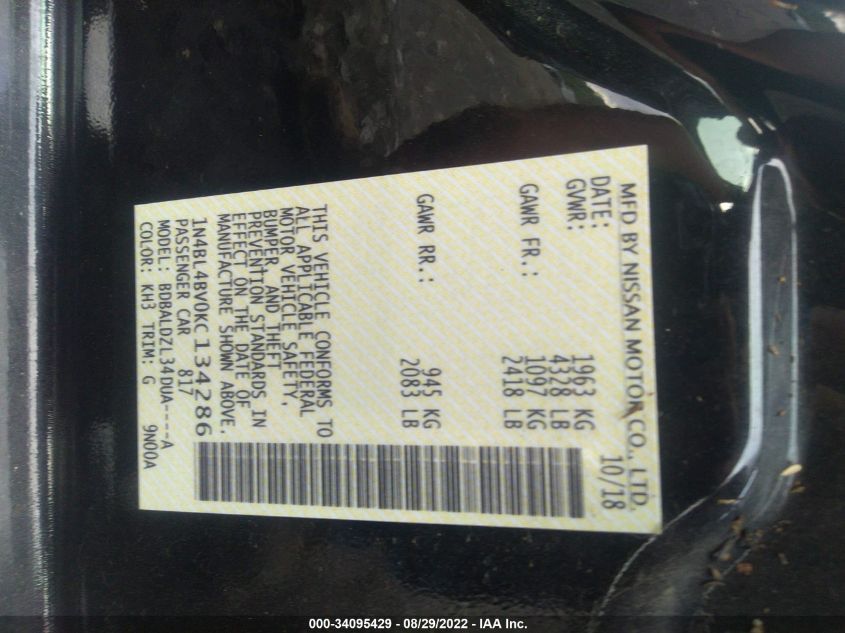 MFD BY NISSAN MOTOR CO., LTD.
DATE: 10/18
GVWR: 1963 KG
4328 LB
GAWR FR.: 1097 KG
2418 LB
GAWR RR.: 945 KG
2083 LB
THIS VEHICLE CONFORMS TO
ALL APPLICABLE FEDERAL
MOTOR VEHICLE SAFETY,
BUMPER, AND THEFT
PREVENTION STANDARDS IN
EFFECT ON THE DATE OF
MANUFACTURE SHOWN ABOVE.
1N4BL4BV0KC134286
PASSENGER CAR 817
MODEL: BDBALDZL34DUA----A
COLOR: KH3 TRIM: G 9N00A
000-34095429 - 08/29/2022 - IAA Inc.